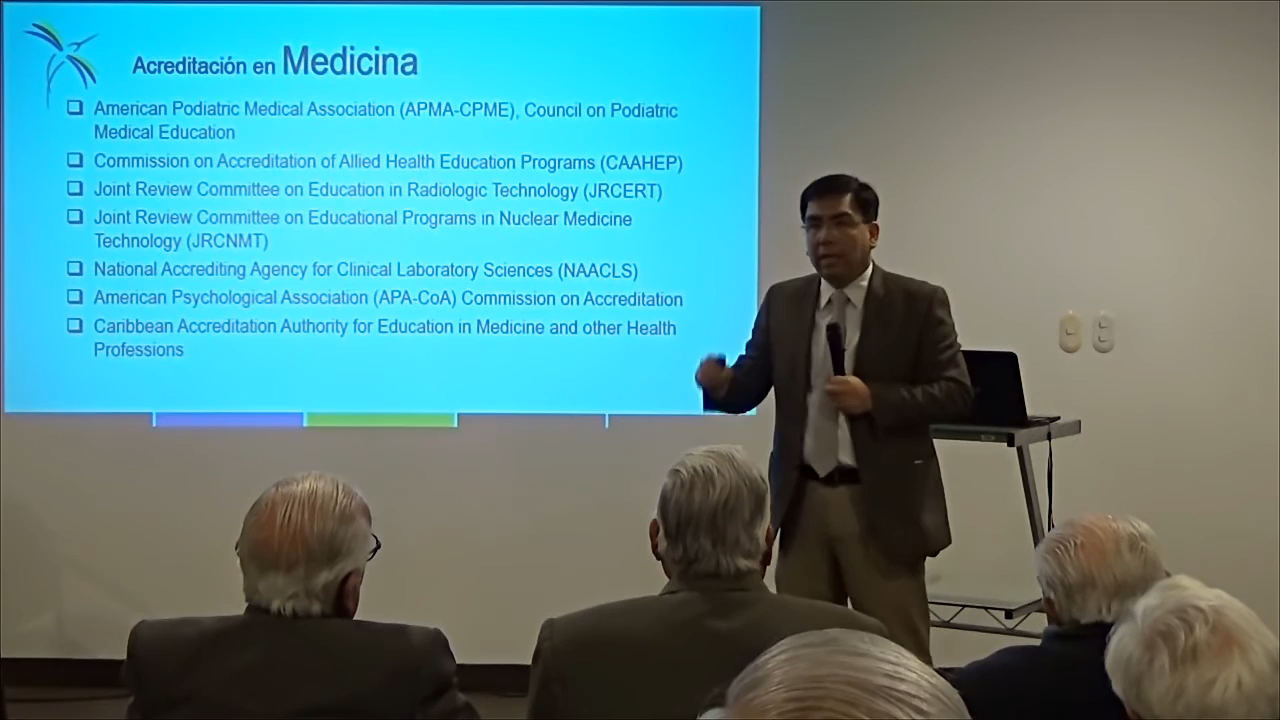 Acreditación en Medicina
American Podiatric Medical Association (APMA-CPME), Council on Podiatric
Medical Education
Commission on Accreditation of Allied Health Education Programs (CAAHEP)
Joint Review Committee on Education in Radiologic Technology (JRCERT)
Joint Review Committee on Educational Programs in Nuclear Medicine
Technology (JRCNMT)
National Accrediting Agency for Clinical Laboratory Sciences (NAACLS)
American Psychological Association (APA-CoA) Commission on Accreditation
Caribbean Accreditation Authority for Education in Medicine and other Health
Professions